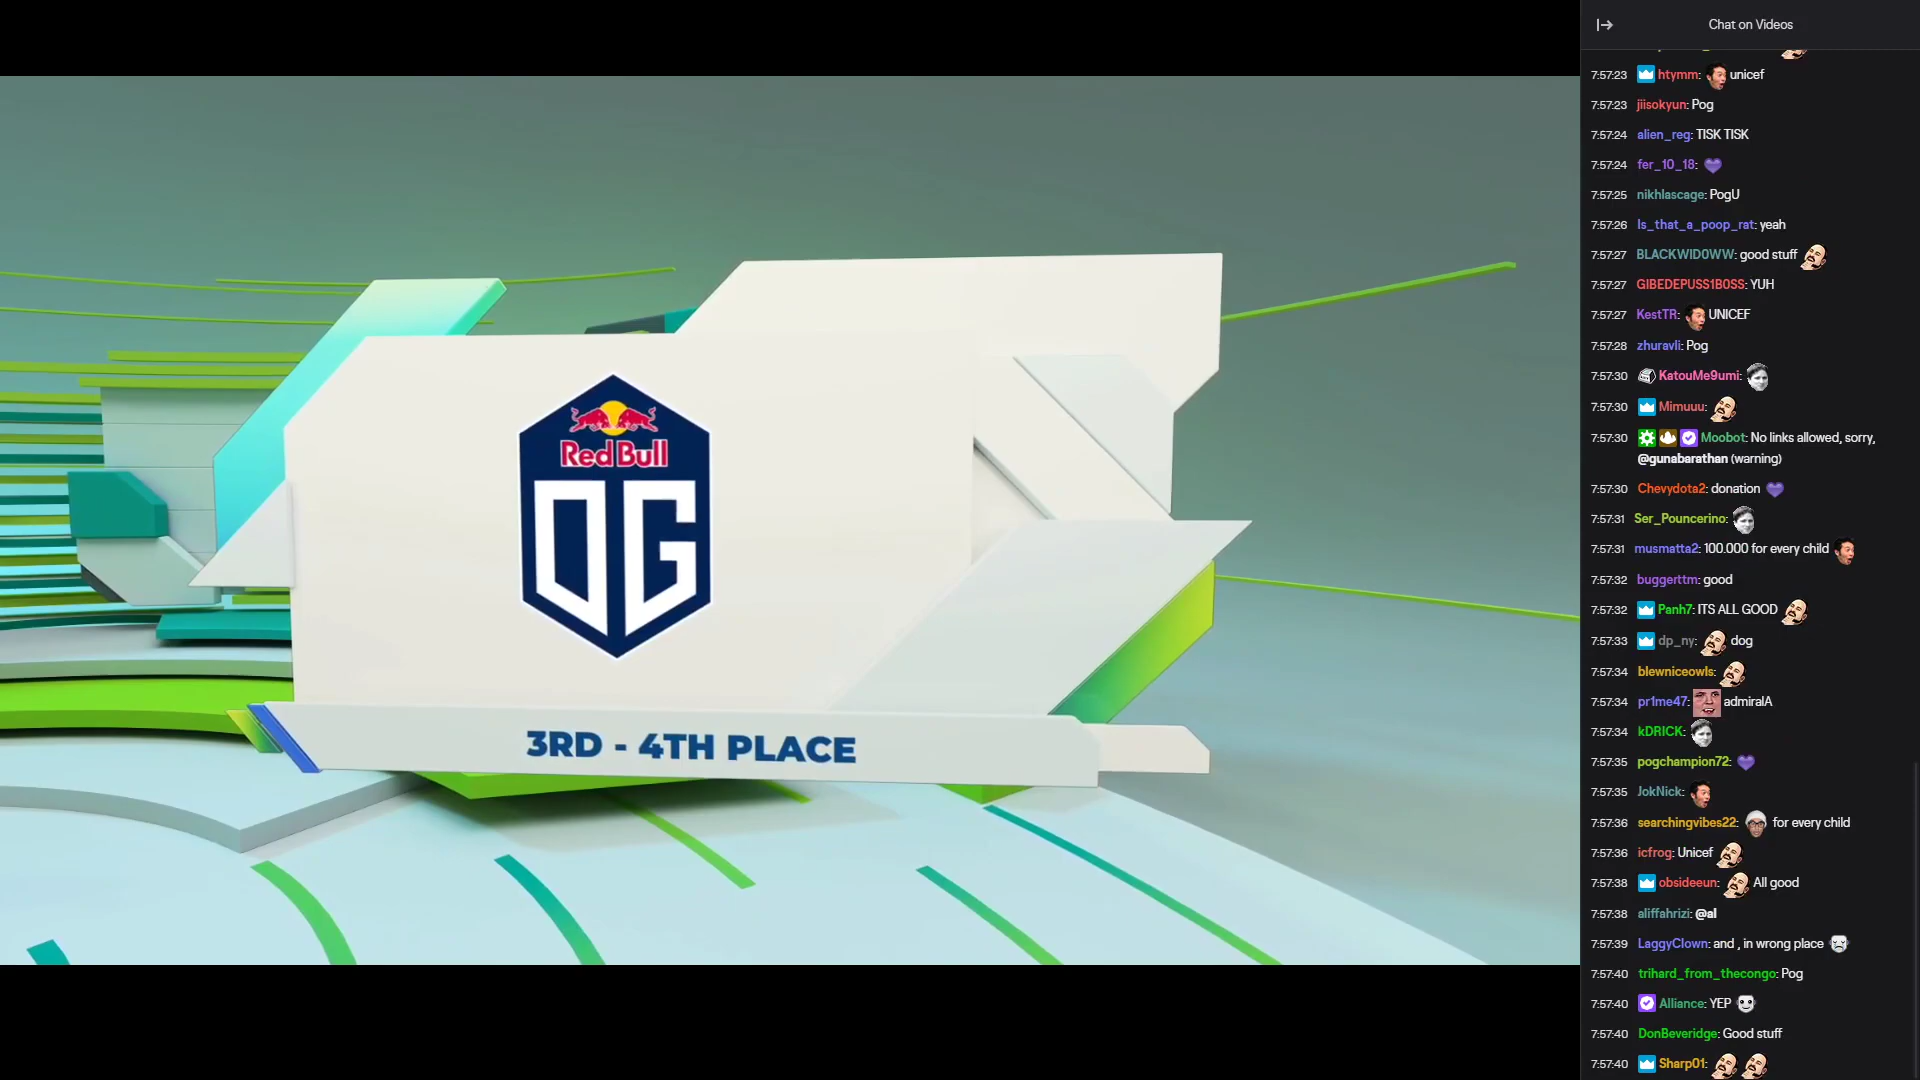 Red Bull
OG
3RD - 4TH PLACE
Chat on Videos
7:57:23 htymm: unicef
7:57:23 jiisokyun: Pog
7:57:24 alien_reg: TISK TISK
7:57:24 fer_10_18:
7:57:25 nikhlascage: PogU
7:57:26 Is_that_a_poop_rat: yeah
7:57:27 BLACKWID0WW: good stuff
7:57:27 GIBEDEPUSS1B0SS: YUH
7:57:27 KestTR: UNICEF
7:57:28 zhuravli: Pog
7:57:30 KatouMe9umi:
7:57:30 Mimuuu:
7:57:30 Moobot: No links allowed, sorry,
@gunabarathan (warning)
7:57:30 Chevydota2: donation
7:57:31 Ser_Pouncerino:
7:57:31 musmatta2: 100.000 for every child
7:57:32 buggerttm: good
7:57:32 Panh7: ITS ALL GOOD
7:57:33 dp_ny: dog
7:57:34 blewniceowls:
7:57:34 pr1me47: admiralA
7:57:34 kDRICK:
7:57:35 pogchampion72:
7:57:35 JokNick:
7:57:36 searchingvibes22: for every child
7:57:36 icfrog: Unicef
7:57:38 obsideeun: All good
7:57:38 aliffahrizi: @al
7:57:39 LaggyClown: and , in wrong place
7:57:40 trihard_from_thecongo: Pog
7:57:40 Alliance: YEP
7:57:40 DonBeveridge: Good stuff
7:57:40 Sharp01: